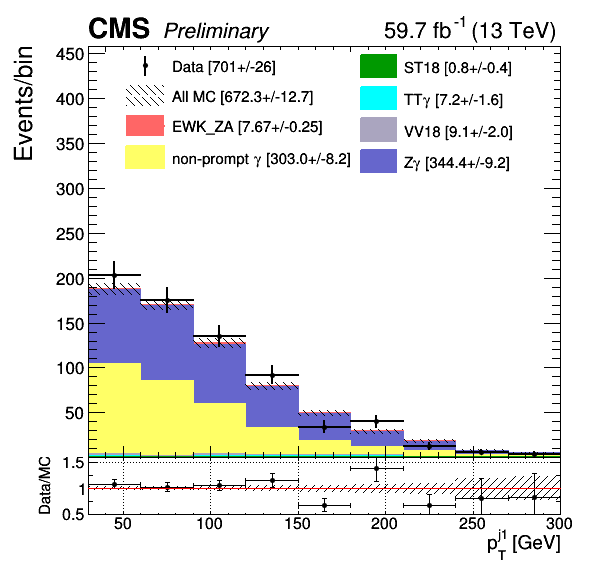 CMS Preliminary 59.7 fb⁻¹ (13 TeV)
Events/bin
450
400
350
300
250
200
150
100
50
Data [701+/-26]
All MC [672.3+/-12.7]
EWK_ZA [7.67+/-0.25]
non-prompt γ [303.0+/-8.2]
ST18 [0.8+/-0.4]
TTγ [7.2+/-1.6]
VV18 [9.1+/-2.0]
Zγ [344.4+/-9.2]
Data/MC
1.5
1
0.5
50 100 150 200 250 300
p_T^j1 [GeV]